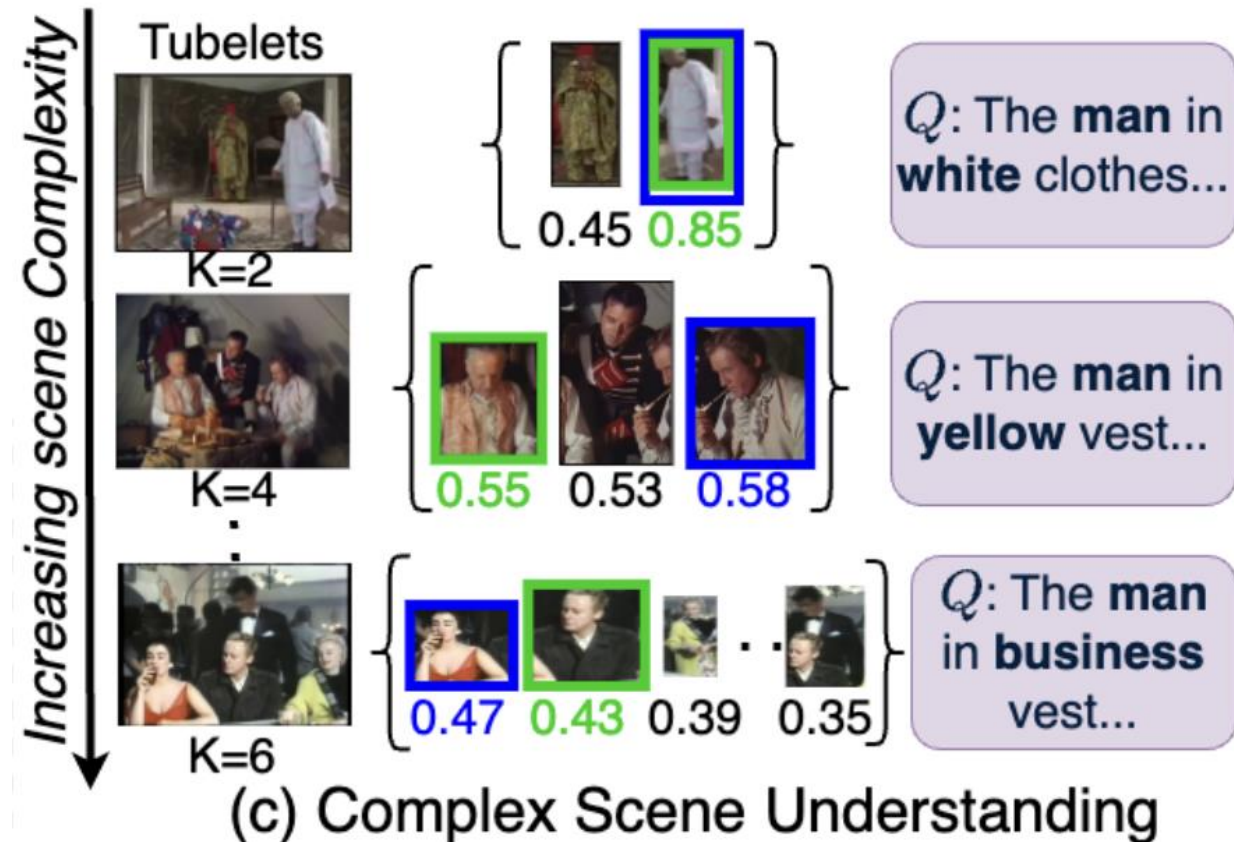 Increasing scene Complexity
Tubelets
K=2
0.45 0.85
Q: The man in
white clothes...
K=4
0.55 0.53 0.58
Q: The man in
yellow vest...
K=6
0.47 0.43 0.39 0.35
Q: The man
in business
vest...
(c) Complex Scene Understanding